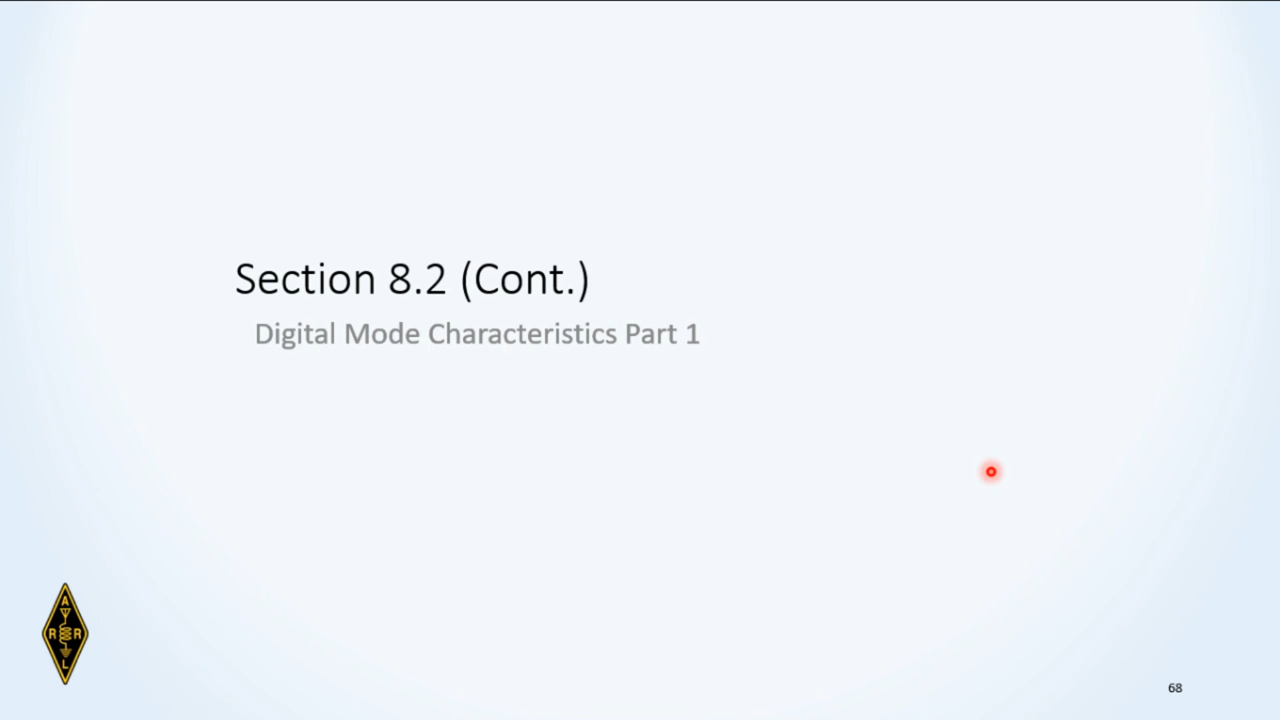 Section 8.2 (Cont.)
Digital Mode Characteristics Part 1
A
R R
L
68